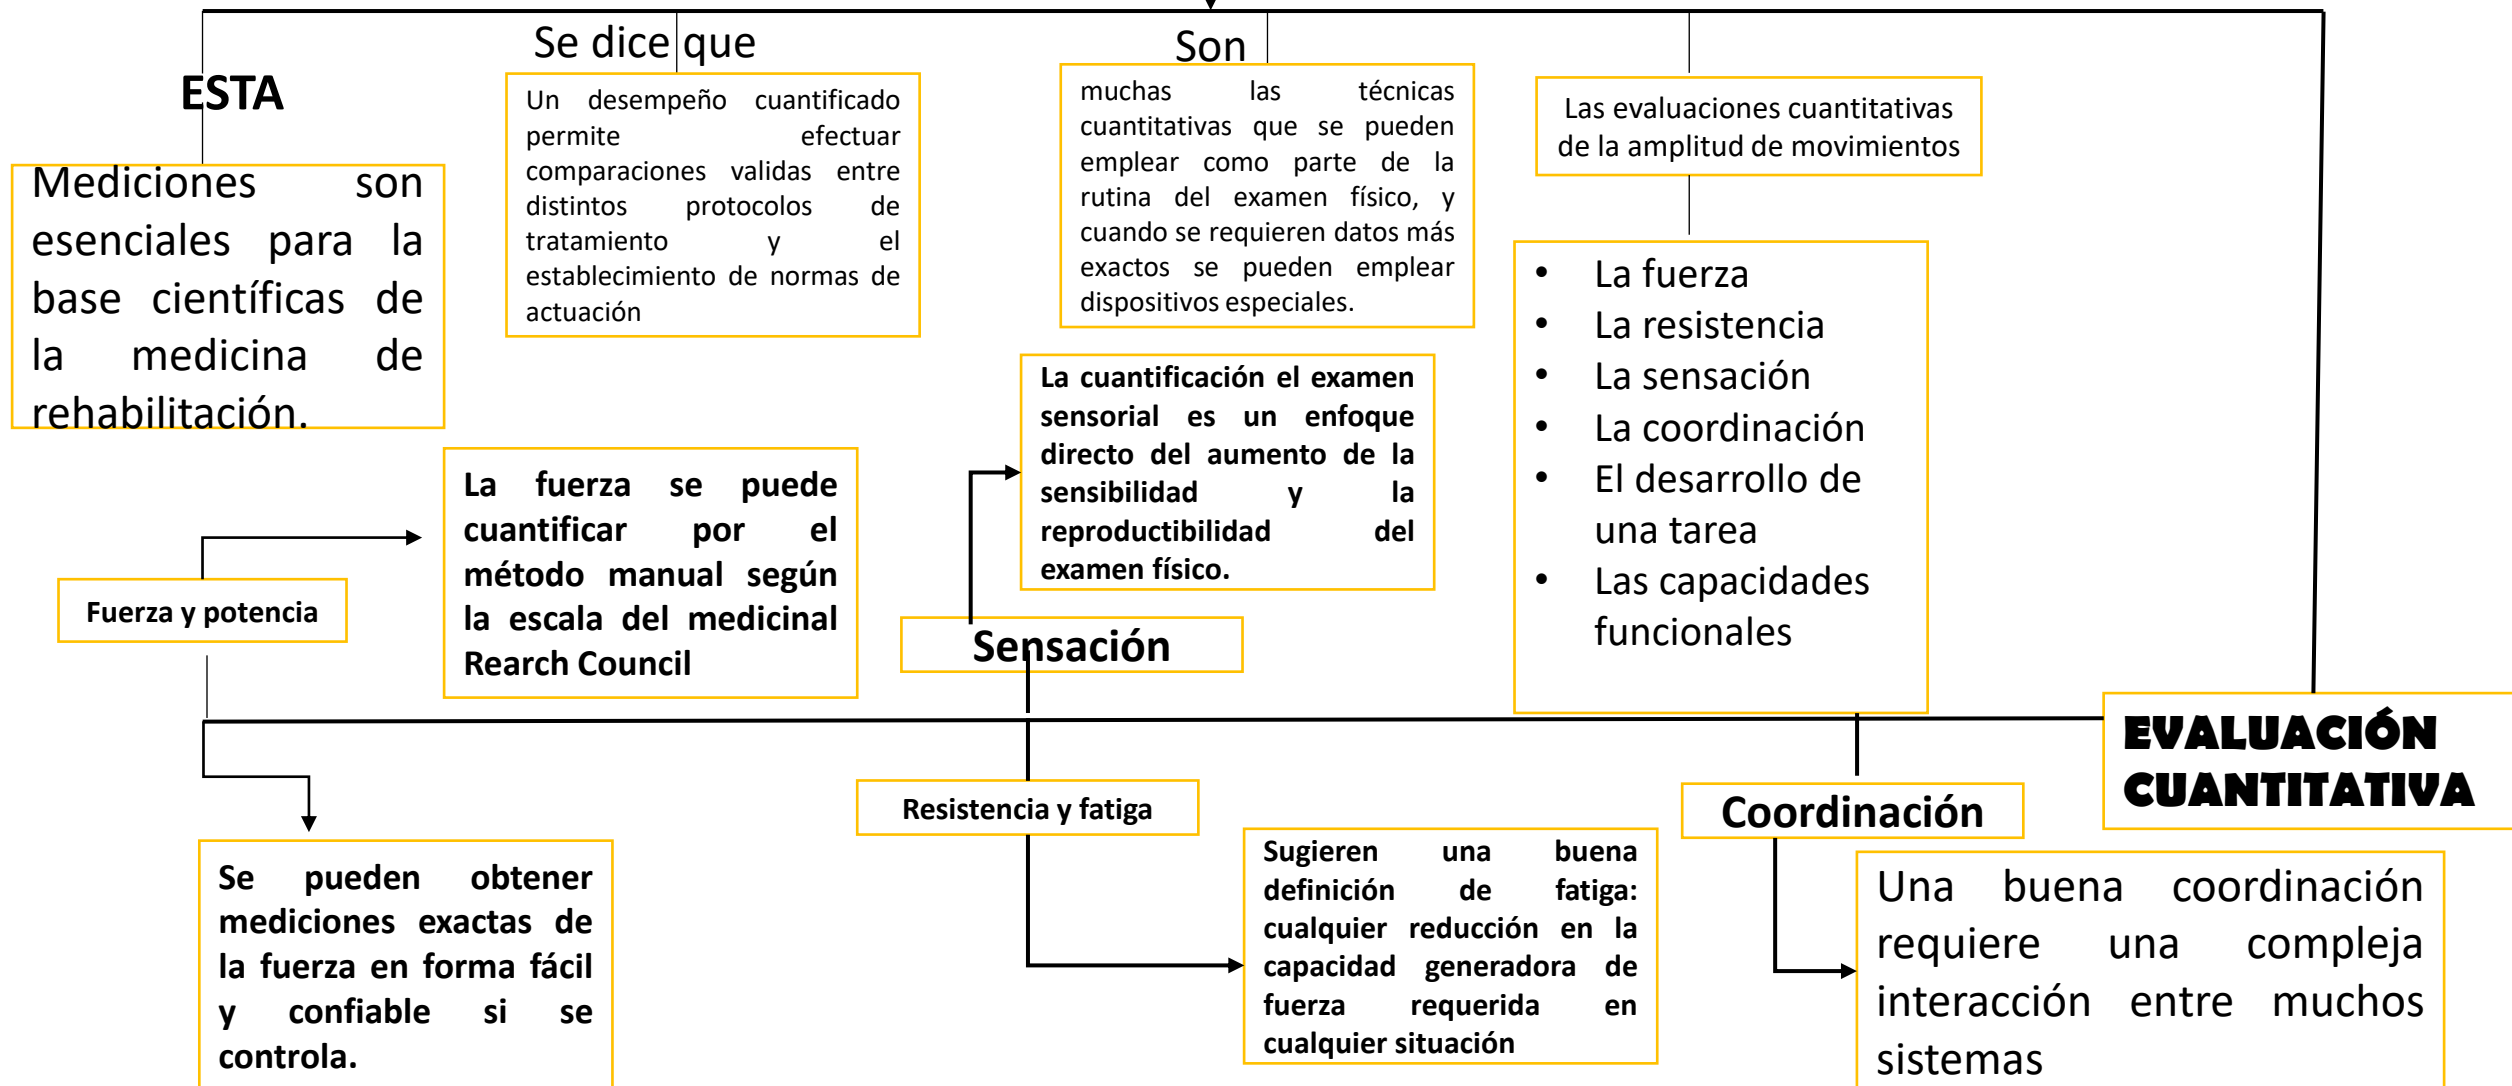 ESTA
Mediciones son
esenciales para la
base científicas de
la medicina de
rehabilitación.
Se dice que
Un desempeño cuantificado
permite efectuar
comparaciones validas entre
distintos protocolos de
tratamiento y el
establecimiento de normas de
actuación
Son
muchas las técnicas
cuantitativas que se pueden
emplear como parte de la
rutina del examen físico, y
cuando se requieren datos más
exactos se pueden emplear
dispositivos especiales.
Las evaluaciones cuantitativas
de la amplitud de movimientos
• La fuerza
• La resistencia
• La sensación
• La coordinación
• El desarrollo de
una tarea
• Las capacidades
funcionales
La cuantificación el examen
sensorial es un enfoque
directo del aumento de la
sensibilidad y la
reproductibilidad del
examen físico.
Sensación
La fuerza se puede
cuantificar por el
método manual según
la escala del medicinal
Rearch Council
Fuerza y potencia
EVALUACIÓN
CUANTITATIVA
Se pueden obtener
mediciones exactas de
la fuerza en forma fácil
y confiable si se
controla.
Resistencia y fatiga
Sugieren una buena
definición de fatiga:
cualquier reducción en la
capacidad generadora de
fuerza requerida en
cualquier situación
Coordinación
Una buena coordinación
requiere una compleja
interacción entre muchos
sistemas